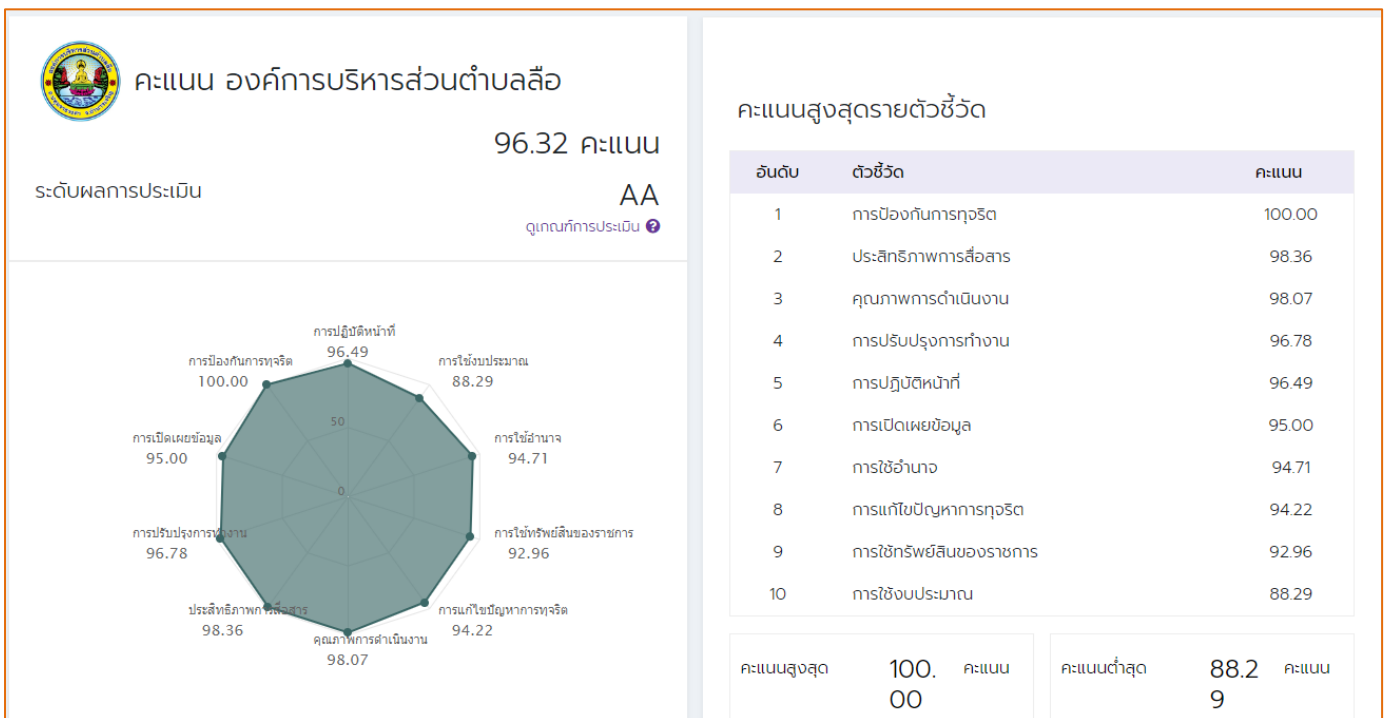 คะแนน องค์การบริหารส่วนตำบลลือ
96.32 คะแนน
ระดับผลการประเมิน
AA
ดูเกณฑ์การประเมิน
การปฏิบัติหน้าที่
96.49
การป้องกันการทุจริต
100.00
การใช้งบประมาณ
88.29
50
การเปิดเผยข้อมูล
95.00
การใช้อำนาจ
94.71
0
การปรับปรุงการทำงาน
96.78
การใช้ทรัพย์สินของราชการ
92.96
ประสิทธิภาพการสื่อสาร
98.36
การแก้ไขปัญหาการทุจริต
94.22
คุณภาพการดำเนินงาน
98.07
คะแนนสูงสุดรายตัวชี้วัด
อันดับ ตัวชี้วัด คะแนน
1 การป้องกันการทุจริต 100.00
2 ประสิทธิภาพการสื่อสาร 98.36
3 คุณภาพการดำเนินงาน 98.07
4 การปรับปรุงการทำงาน 96.78
5 การปฏิบัติหน้าที่ 96.49
6 การเปิดเผยข้อมูล 95.00
7 การใช้อำนาจ 94.71
8 การแก้ไขปัญหาการทุจริต 94.22
9 การใช้ทรัพย์สินของราชการ 92.96
10 การใช้งบประมาณ 88.29
คะแนนสูงสุด 100. คะแนน
00
คะแนนต่ำสุด 88.2 คะแนน
9